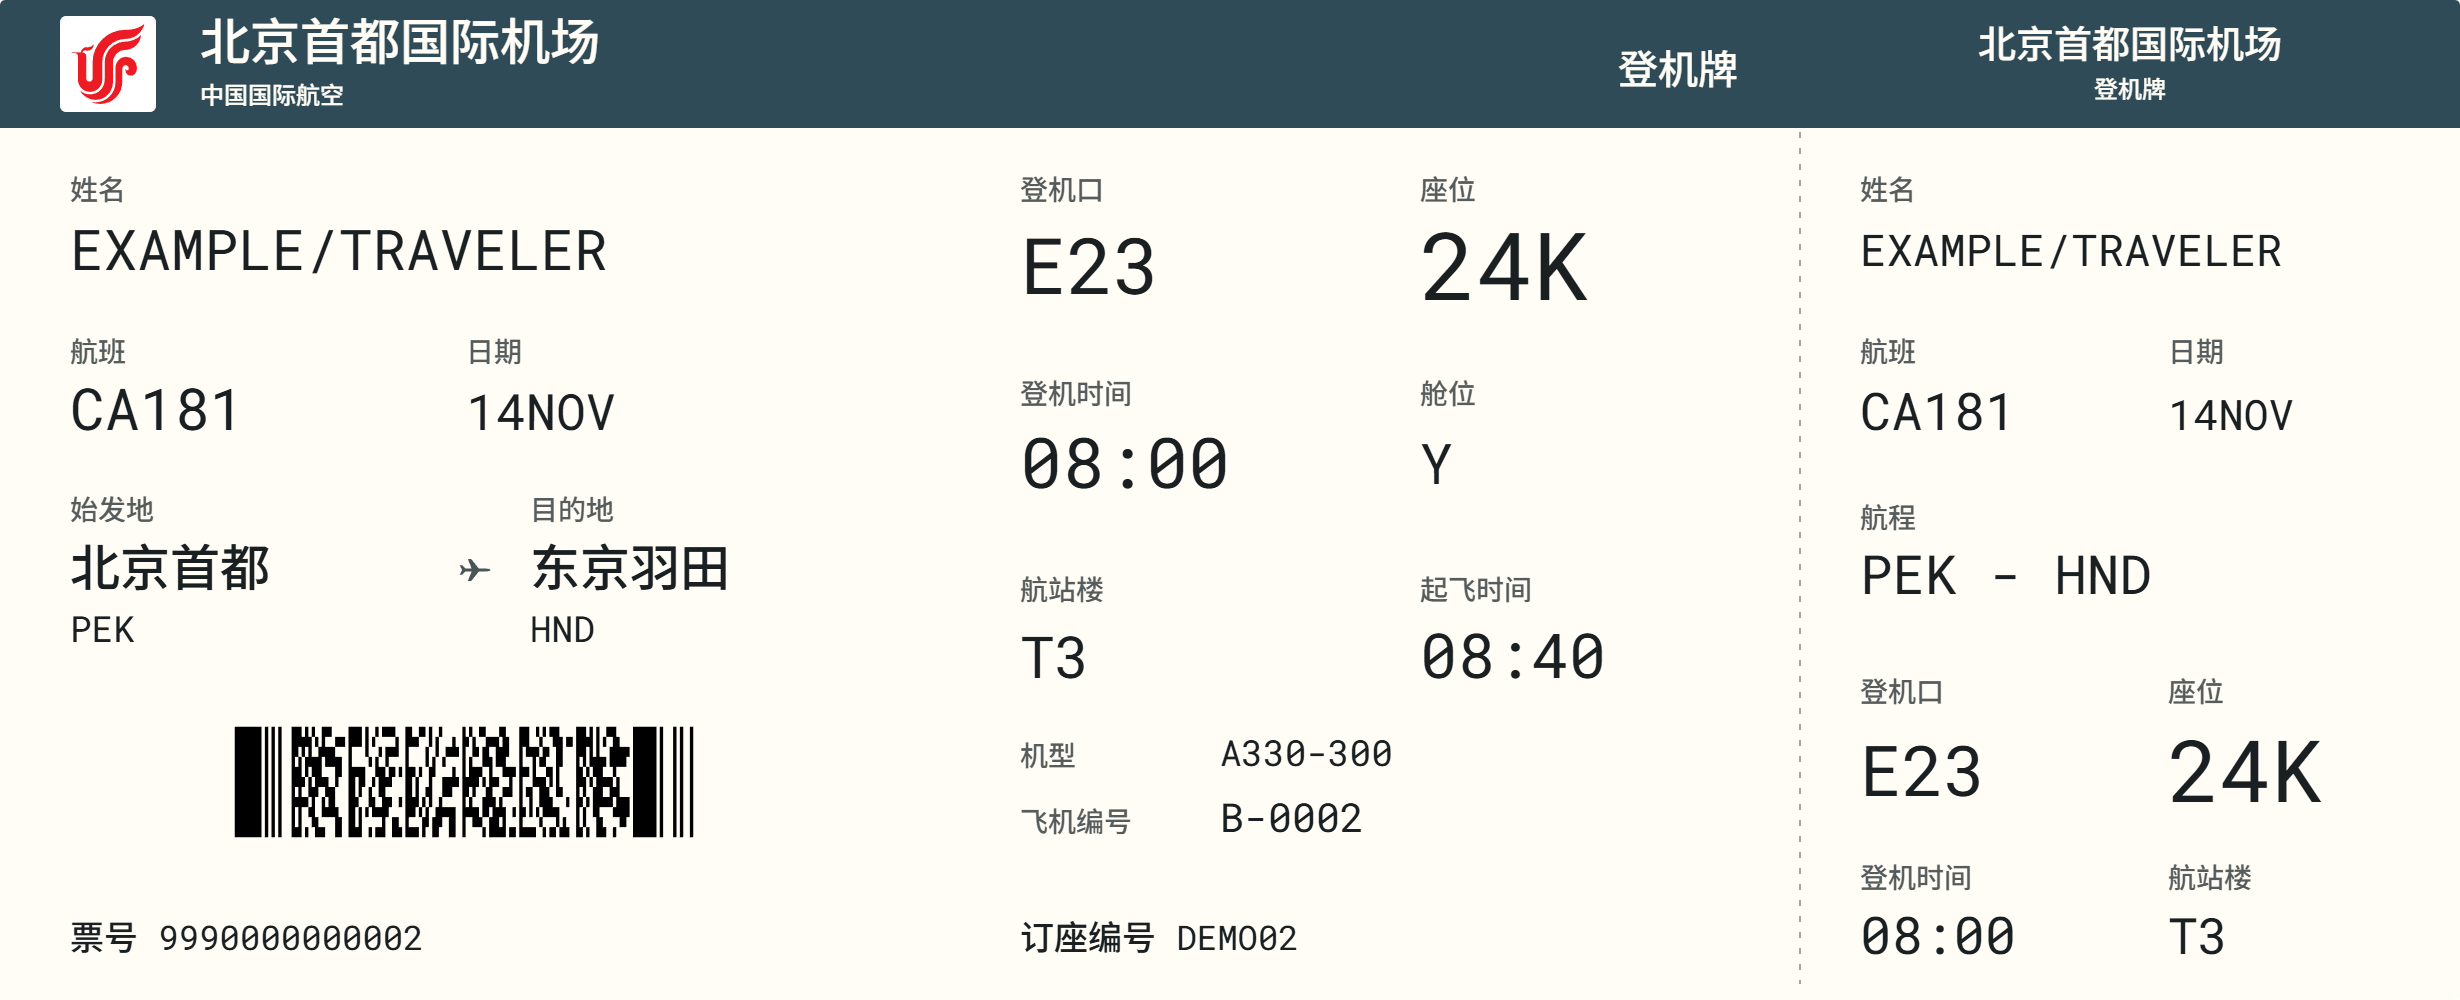 北京首都国际机场
中国国际航空
登机牌
姓名
EXAMPLE/TRAVELER
航班 日期
CA181 14NOV
始发地 目的地
北京首都 东京羽田
PEK HND
票号 9990000000002
登机口 座位
E23 24K
登机时间 舱位
08:00 Y
航站楼 起飞时间
T3 08:40
机型 A330-300
飞机编号 B-0002
订座编号 DEMO02
北京首都国际机场
登机牌
姓名
EXAMPLE/TRAVELER
航班 日期
CA181 14NOV
航程
PEK - HND
登机口 座位
E23 24K
登机时间 航站楼
08:00 T3